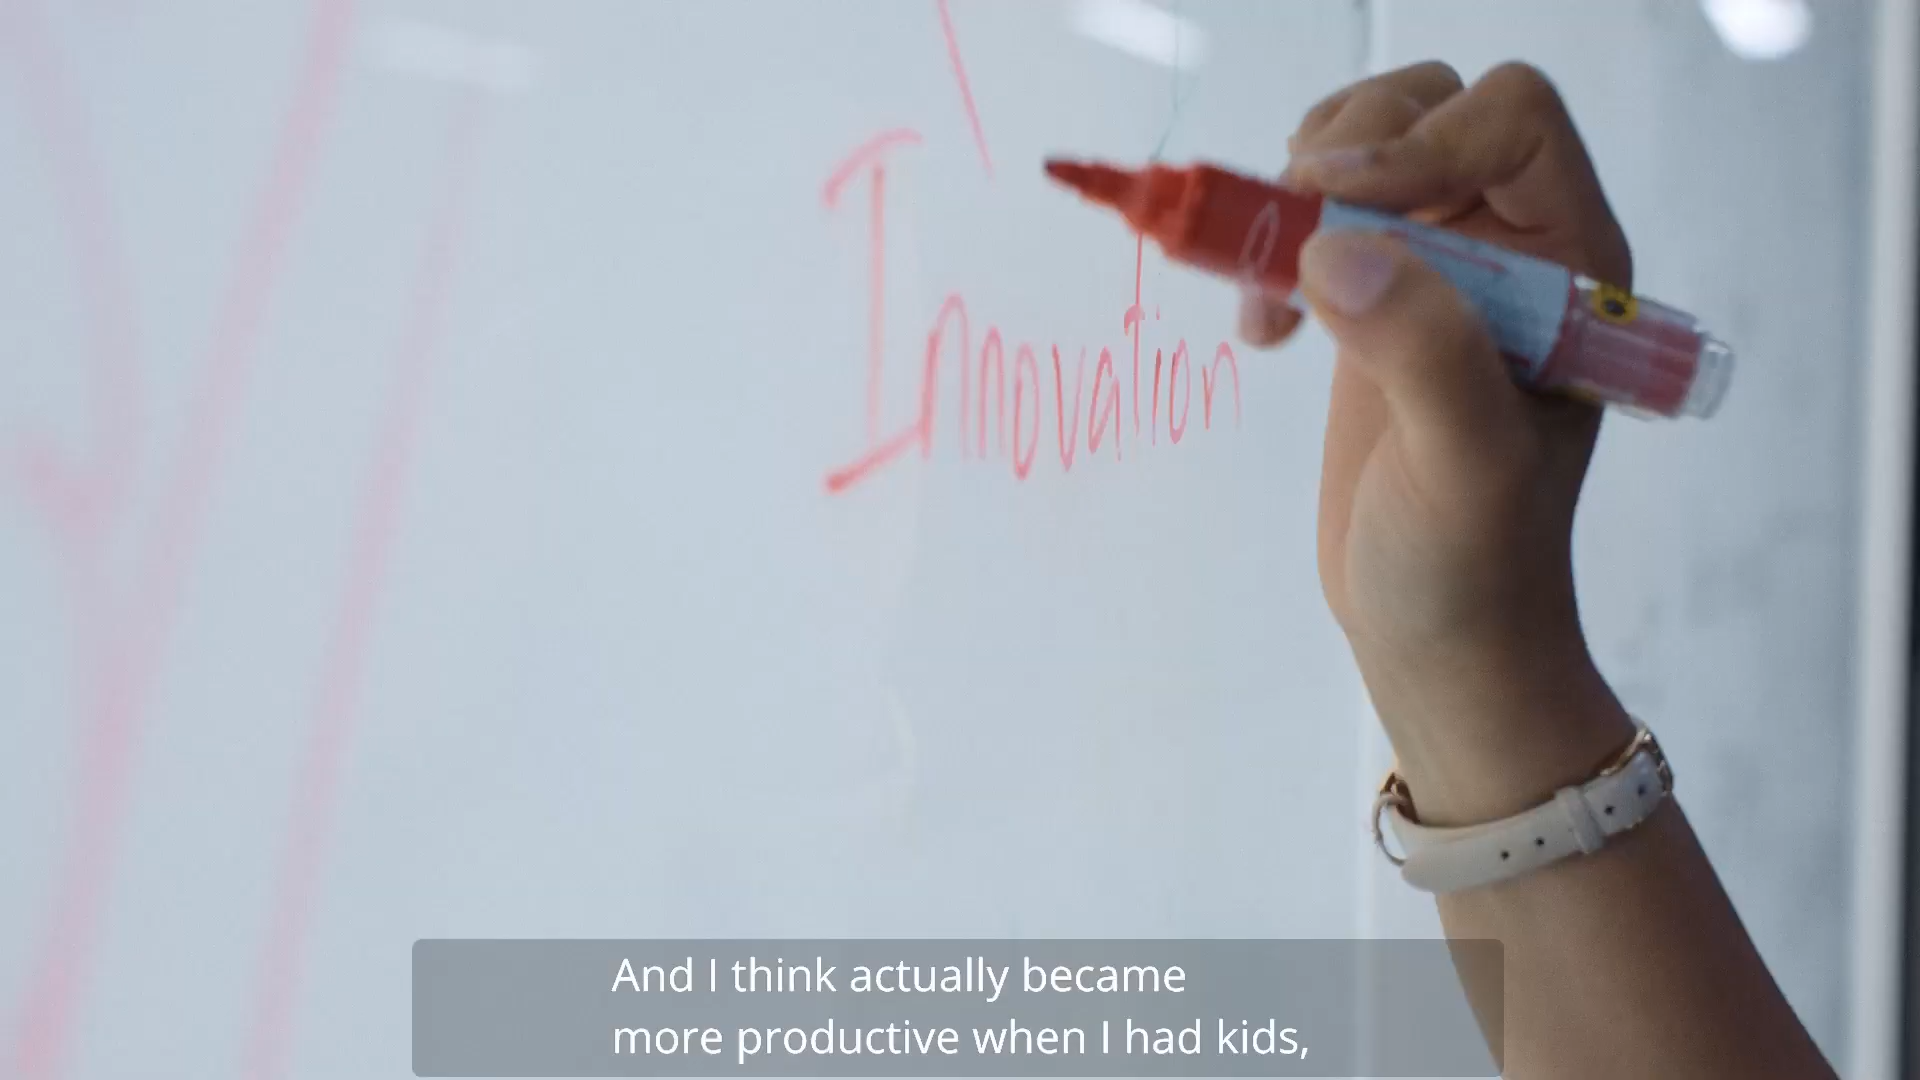 Innovation
And I think actually became
more productive when I had kids,